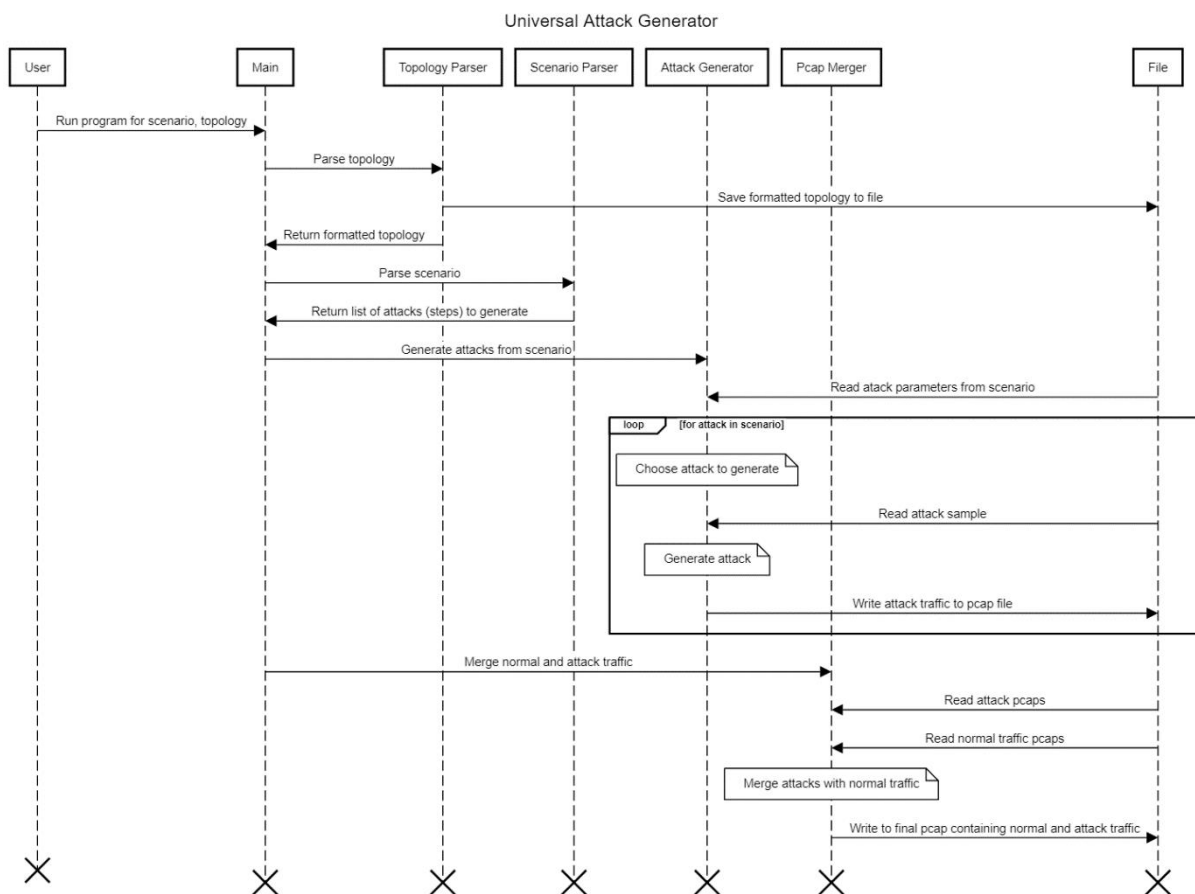 Universal Attack Generator
User
Main
Topology Parser
Scenario Parser
Attack Generator
Pcap Merger
File
Run program for scenario, topology
Parse topology
Save formatted topology to file
Return formatted topology
Parse scenario
Return list of attacks (steps) to generate
Generate attacks from scenario
Read atack parameters from scenario
loop
[for attack in scenario]
Choose attack to generate
Read attack sample
Generate attack
Write attack traffic to pcap file
Merge normal and attack traffic
Read attack pcaps
Read normal traffic pcaps
Merge attacks with normal traffic
Write to final pcap containing normal and attack traffic